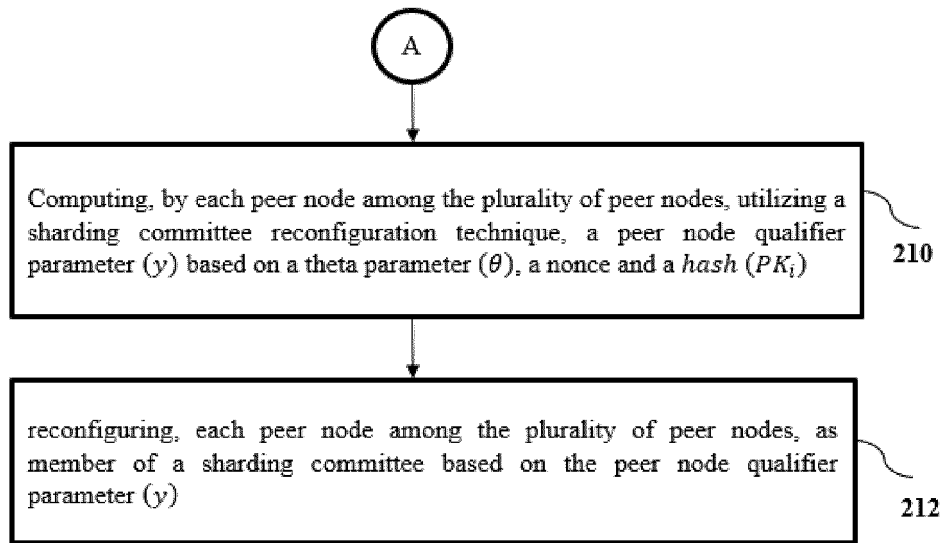 A
Computing, by each peer node among the plurality of peer nodes, utilizing a
sharding committee reconfiguration technique, a peer node qualifier
parameter (y) based on a theta parameter (θ), a nonce and a hash (PKᵢ)
210
reconfiguring, each peer node among the plurality of peer nodes, as
member of a sharding committee based on the peer node qualifier
parameter (y)
212